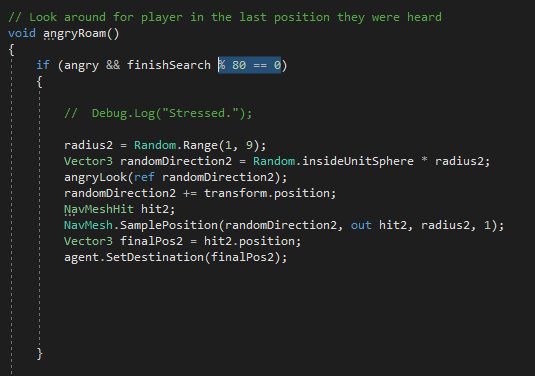 // Look around for player in the last position they were heard
void angryRoam()
{
if (angry && finishSearch % 80 == 0)
{
// Debug.Log("Stressed.");
radius2 = Random.Range(1, 9);
Vector3 randomDirection2 = Random.insideUnitSphere * radius2;
angryLook(ref randomDirection2);
randomDirection2 += transform.position;
NavMeshHit hit2;
NavMesh.SamplePosition(randomDirection2, out hit2, radius2, 1);
Vector3 finalPos2 = hit2.position;
agent.SetDestination(finalPos2);
}